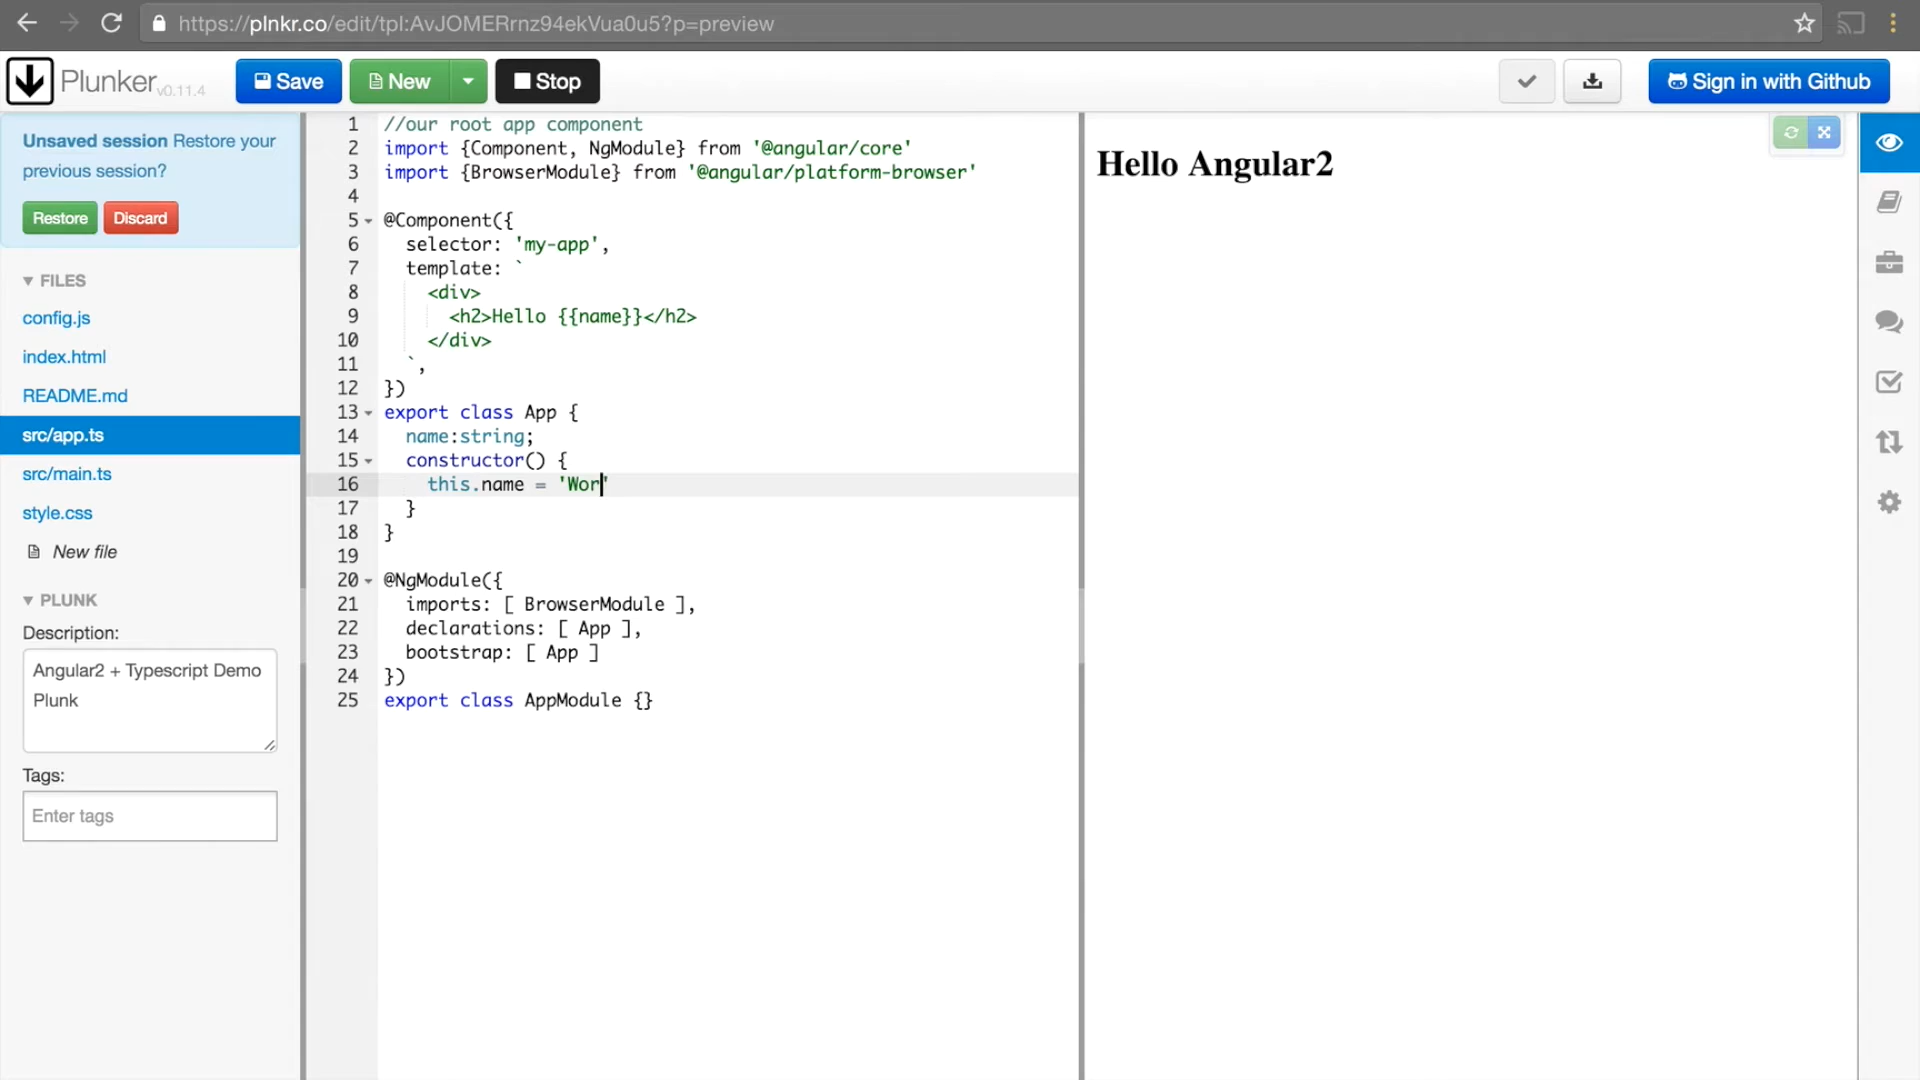 https://plnkr.co/edit/tpl:AvJOMERrnz94ekVua0u5?p=preview
Plunker v0.11.4
Save
New
Stop
Sign in with Github
Unsaved session Restore your
previous session?
Restore
Discard
FILES
config.js
index.html
README.md
src/app.ts
src/main.ts
style.css
New file
PLUNK
Description:
Angular2 + Typescript Demo
Plunk
Tags:
Enter tags
1 //our root app component
2 import {Component, NgModule} from '@angular/core'
3 import {BrowserModule} from '@angular/platform-browser'
4
5 @Component({
6 selector: 'my-app',
7 template: `
8 <div>
9 <h2>Hello {{name}}</h2>
10 </div>
11 `,
12 })
13 export class App {
14 name:string;
15 constructor() {
16 this.name = 'Wor'
17 }
18 }
19
20 @NgModule({
21 imports: [ BrowserModule ],
22 declarations: [ App ],
23 bootstrap: [ App ]
24 })
25 export class AppModule {}
Hello Angular2